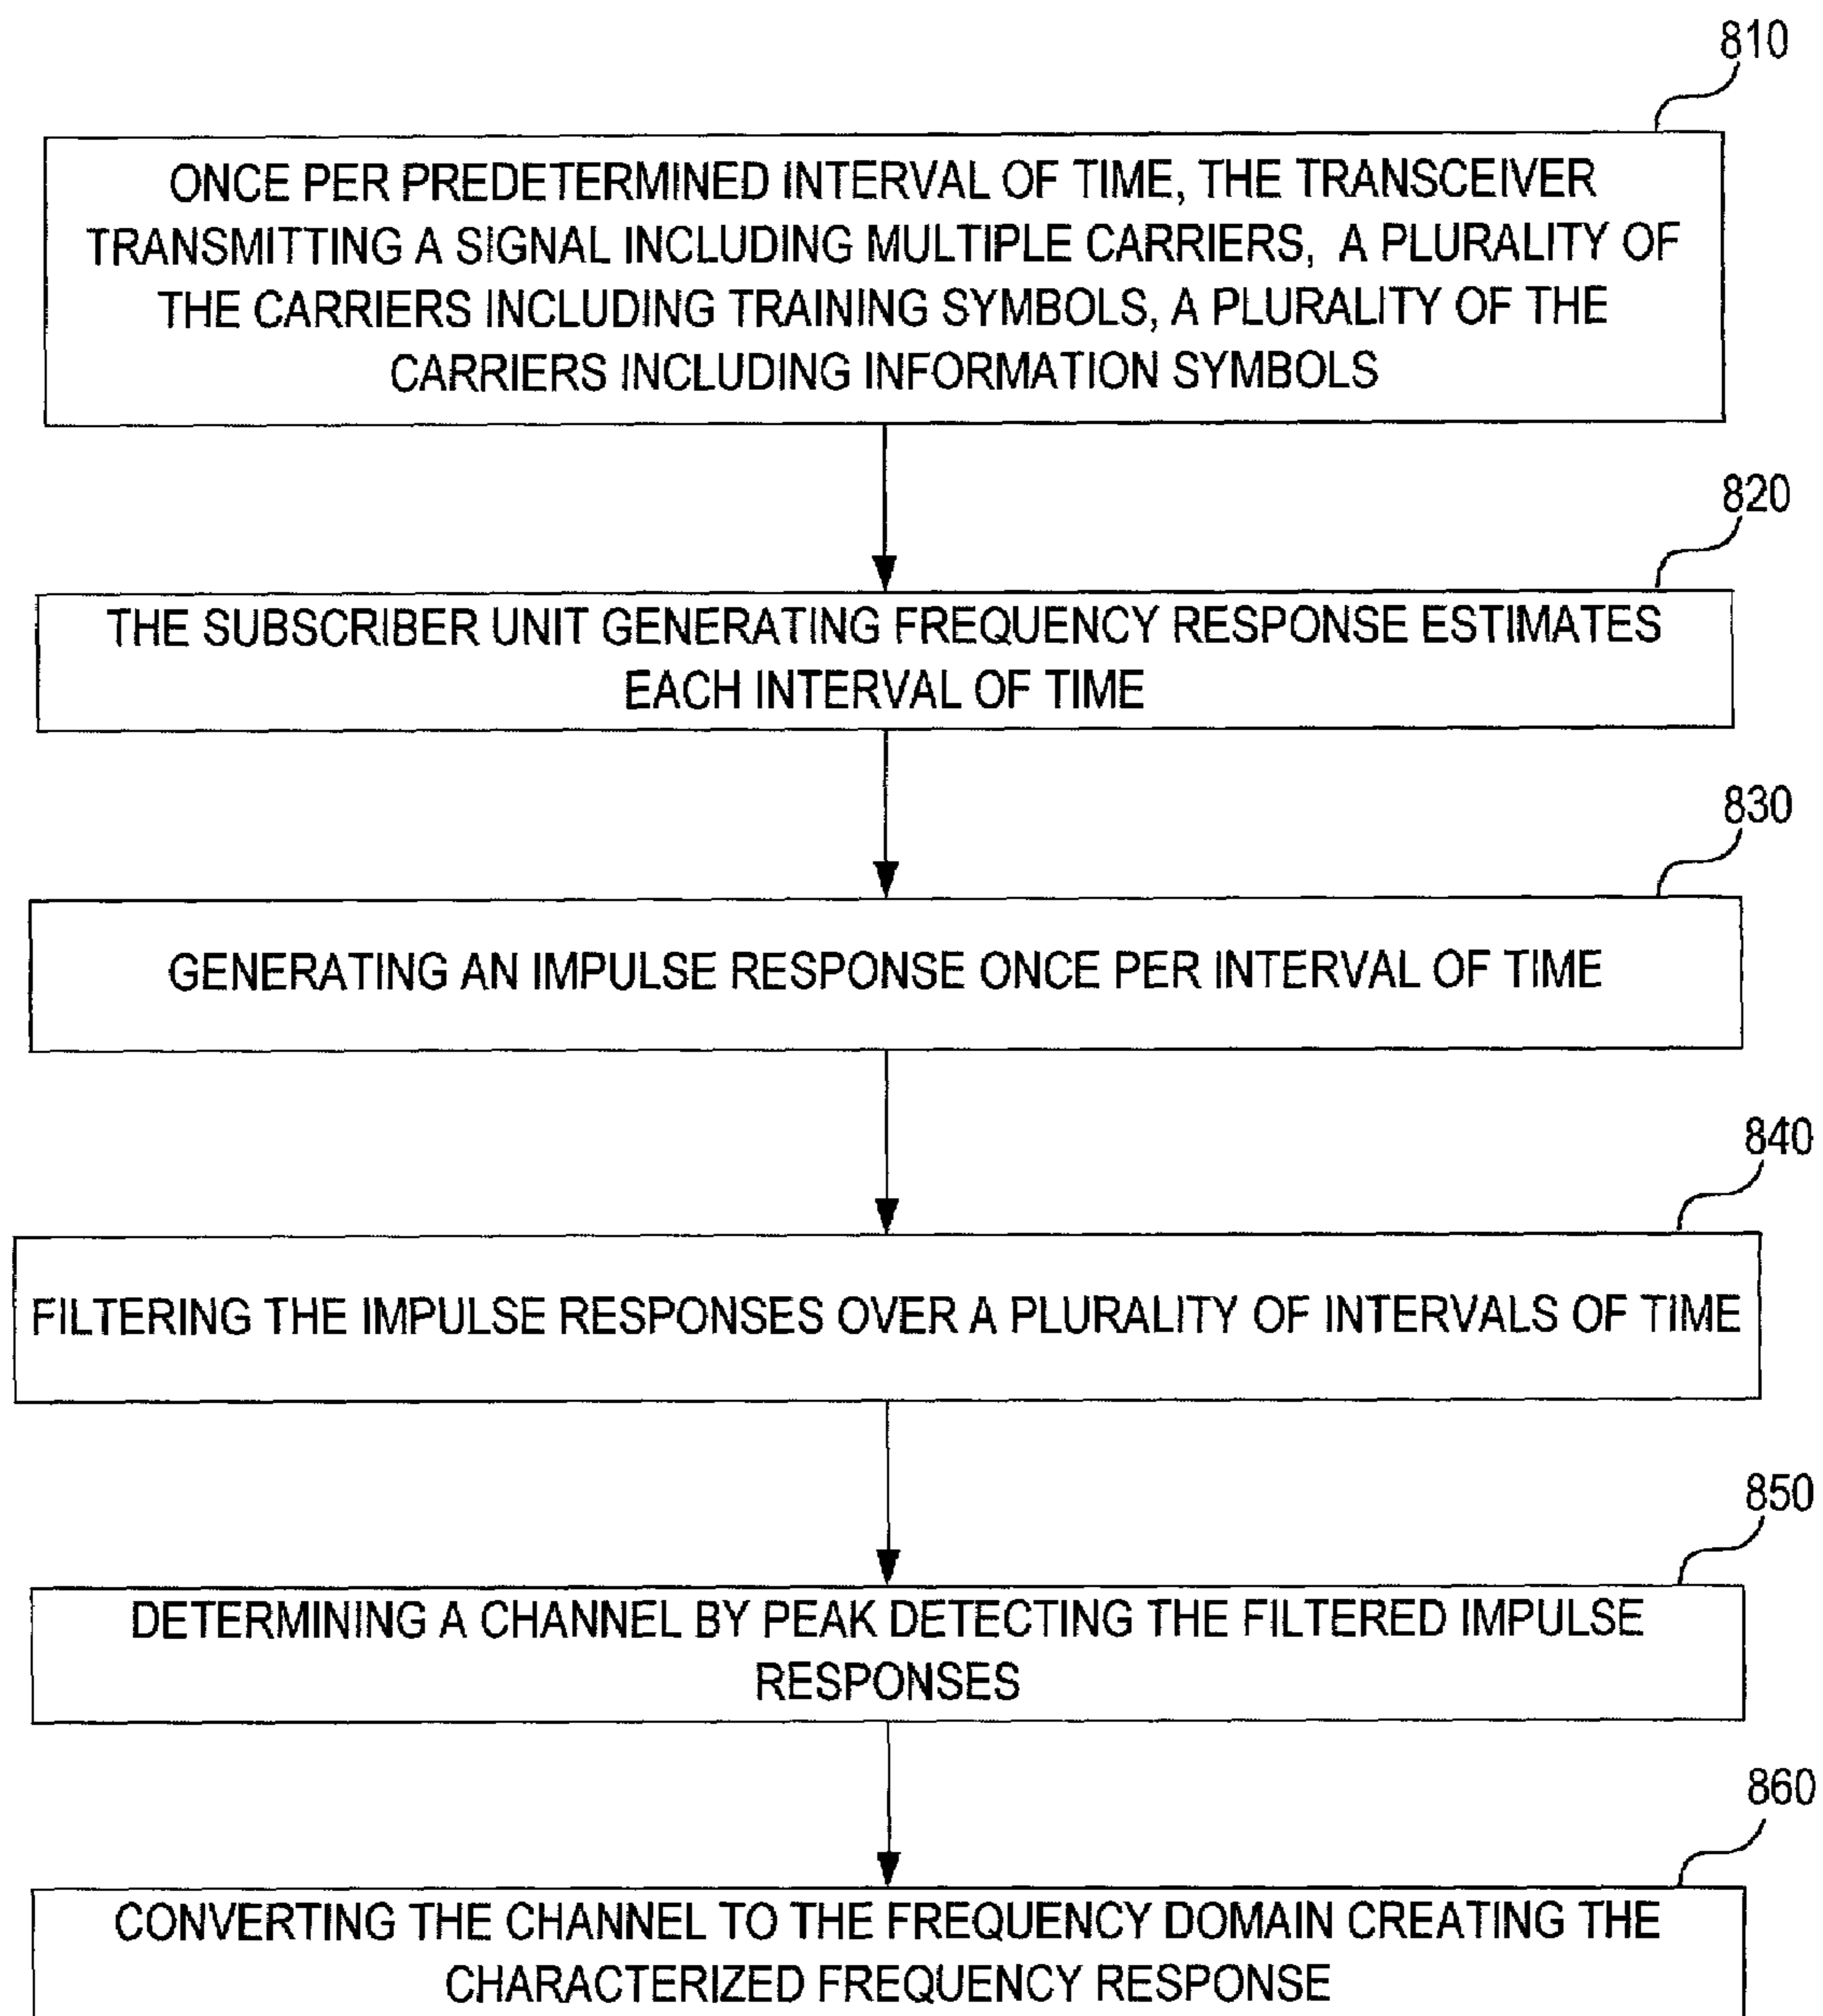 810
ONCE PER PREDETERMINED INTERVAL OF TIME, THE TRANSCEIVER
TRANSMITTING A SIGNAL INCLUDING MULTIPLE CARRIERS, A PLURALITY OF
THE CARRIERS INCLUDING TRAINING SYMBOLS, A PLURALITY OF THE
CARRIERS INCLUDING INFORMATION SYMBOLS
820
THE SUBSCRIBER UNIT GENERATING FREQUENCY RESPONSE ESTIMATES
EACH INTERVAL OF TIME
830
GENERATING AN IMPULSE RESPONSE ONCE PER INTERVAL OF TIME
840
FILTERING THE IMPULSE RESPONSES OVER A PLURALITY OF INTERVALS OF TIME
850
DETERMINING A CHANNEL BY PEAK DETECTING THE FILTERED IMPULSE
RESPONSES
860
CONVERTING THE CHANNEL TO THE FREQUENCY DOMAIN CREATING THE
CHARACTERIZED FREQUENCY RESPONSE